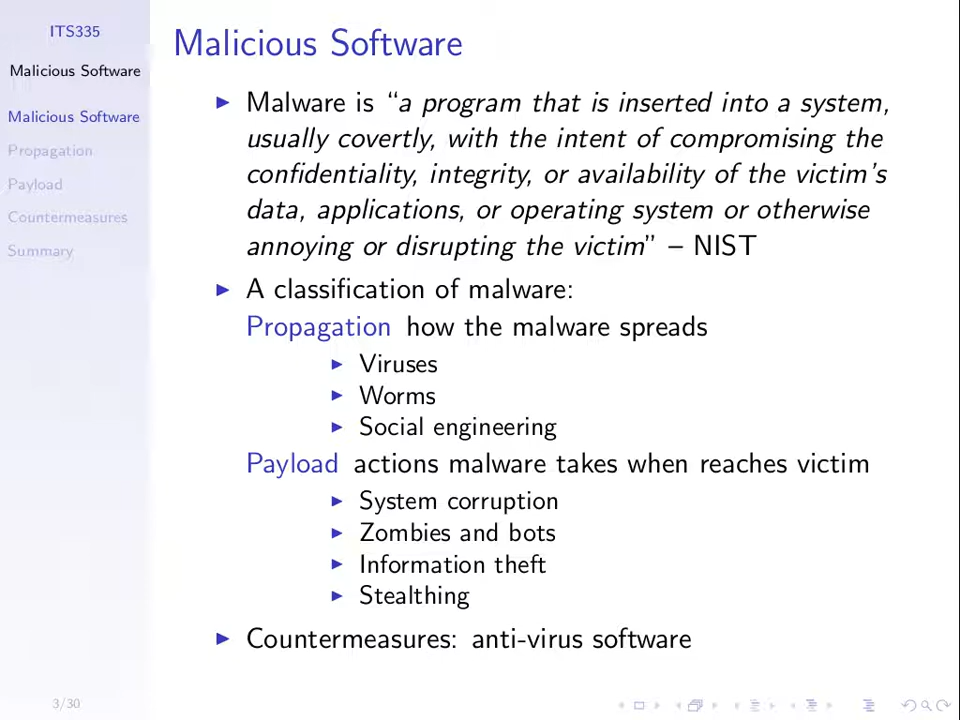 ITS335
Malicious Software
Malicious Software
Propagation
Payload
Countermeasures
Summary
Malicious Software
Malware is “a program that is inserted into a system,
usually covertly, with the intent of compromising the
confidentiality, integrity, or availability of the victim’s
data, applications, or operating system or otherwise
annoying or disrupting the victim” – NIST
A classification of malware:
Propagation how the malware spreads
Viruses
Worms
Social engineering
Payload actions malware takes when reaches victim
System corruption
Zombies and bots
Information theft
Stealthing
Countermeasures: anti-virus software
3/30